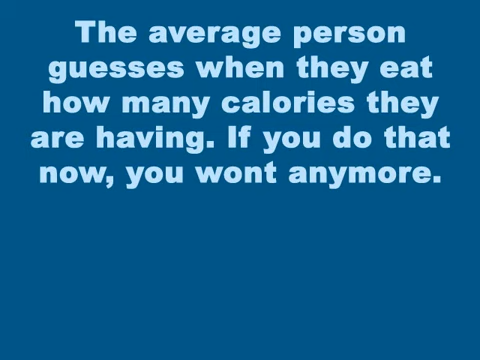 The average person
guesses when they eat
how many calories they
are having. If you do that
now, you wont anymore.